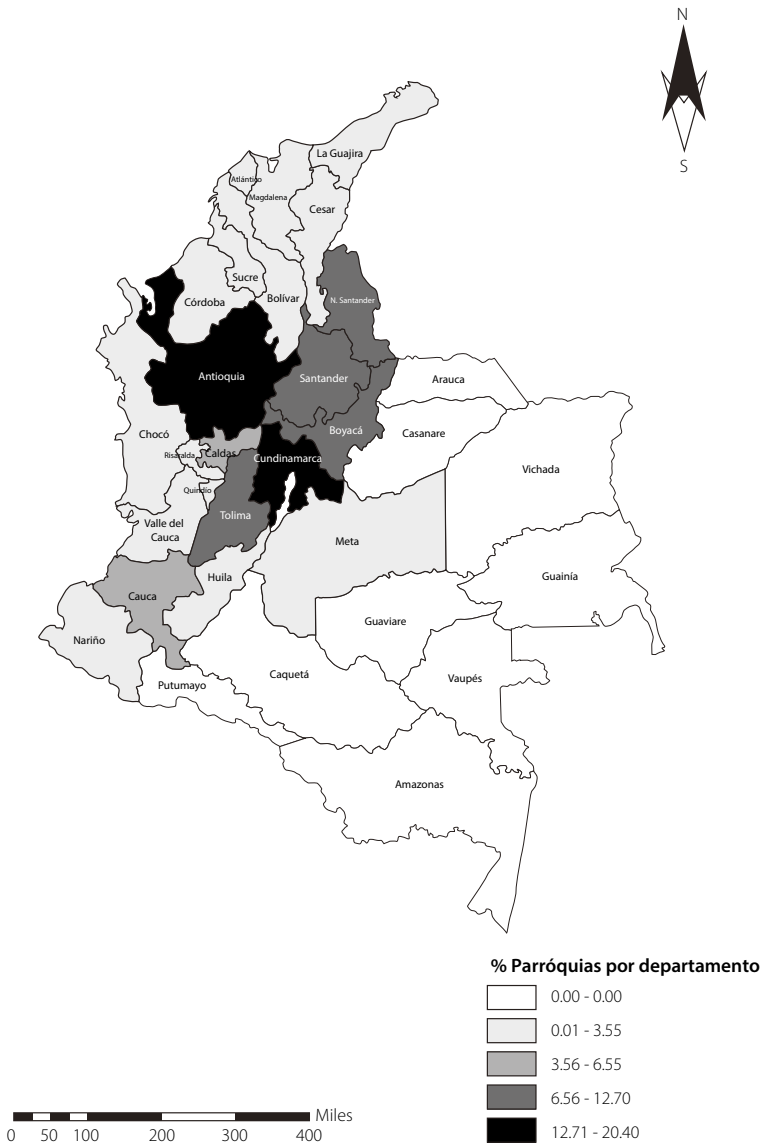 N
S
La Guajira
Atlántico
Magdalena
Cesar
Sucre
N. Santander
Córdoba
Bolívar
Antioquia
Santander
Arauca
Chocó
Boyacá
Casanare
Risaralda
Caldas
Cundinamarca
Vichada
Quindío
Tolima
Valle del
Cauca
Meta
Huila
Guainía
Cauca
Guaviare
Nariño
Caquetá
Vaupés
Putumayo
Amazonas
% Parróquias por departamento
0.00 - 0.00
0.01 - 3.55
3.56 - 6.55
6.56 - 12.70
12.71 - 20.40
Miles
0 50 100 200 300 400